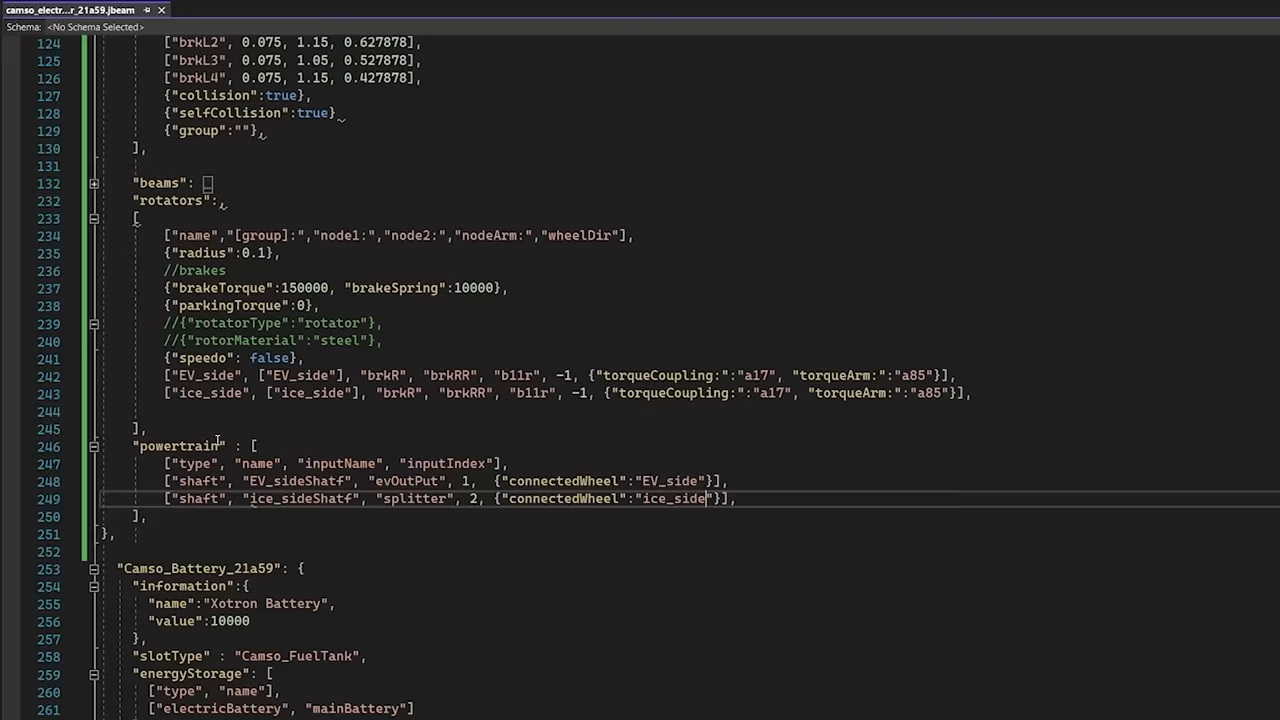 camso_electr...r_21a59.jbeam
Schema: <No Schema Selected>
124 ["brkL2", 0.075, 1.15, 0.627878],
125 ["brkL3", 0.075, 1.05, 0.527878],
126 ["brkL4", 0.075, 1.15, 0.427878],
127 {"collision":true},
128 {"selfCollision":true}
129 {"group":""},
130 ],
131
132 "beams":
232 "rotators":
233 [
234 ["name","[group]:","node1:","node2:","nodeArm:","wheelDir"],
235 {"radius":0.1},
236 //brakes
237 {"brakeTorque":150000, "brakeSpring":10000},
238 {"parkingTorque":0},
239 //{"rotatorType":"rotator"},
240 //{"rotorMaterial":"steel"},
241 {"speedo": false},
242 ["EV_side", ["EV_side"], "brkR", "brkRR", "b11r", -1, {"torqueCoupling:":"a17", "torqueArm:":"a85"}],
243 ["ice_side", ["ice_side"], "brkR", "brkRR", "b11r", -1, {"torqueCoupling:":"a17", "torqueArm:":"a85"}],
244
245 ],
246 "powertrain" : [
247 ["type", "name", "inputName", "inputIndex"],
248 ["shaft", "EV_sideShatf", "evOutPut", 1, {"connectedWheel":"EV_side"}],
249 ["shaft", "ice_sideShatf", "splitter", 2, {"connectedWheel":"ice_side"}],
250 ],
251 },
252
253 "Camso_Battery_21a59": {
254 "information":{
255 "name":"Xotron Battery",
256 "value":10000
257 },
258 "slotType" : "Camso_FuelTank",
259 "energyStorage": [
260 ["type", "name"],
261 ["electricBattery", "mainBattery"]